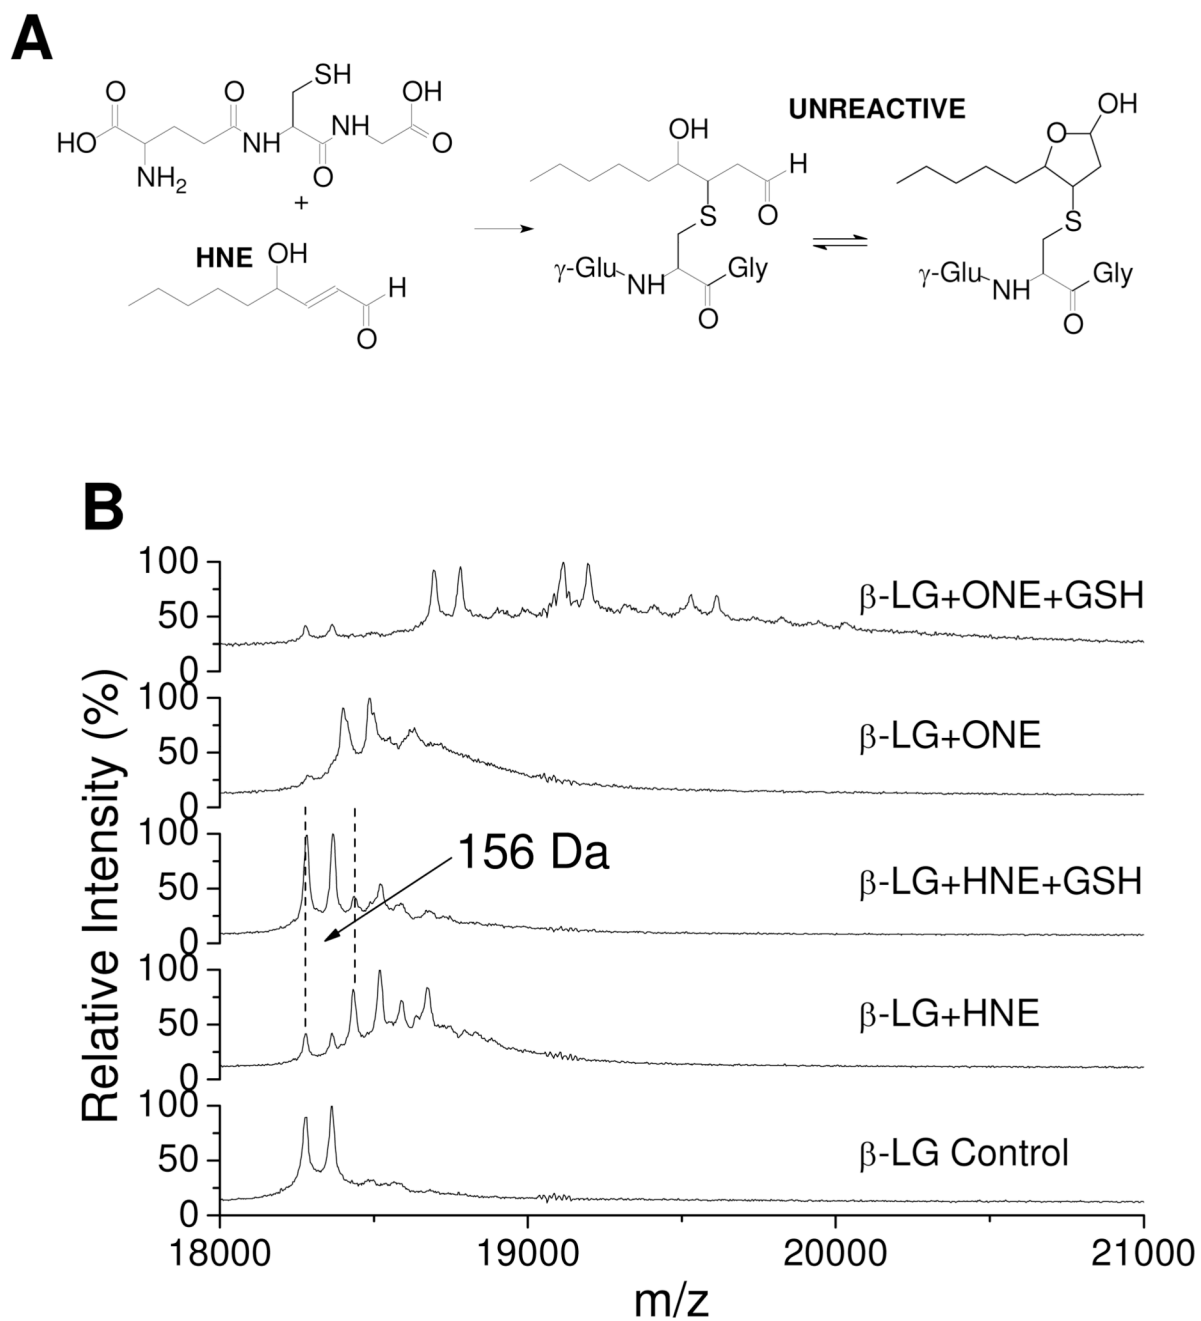 A
SH
O
O
OH
HO
NH
NH
O
NH2
O
+
HNE
OH
H
O
OH
H
O
S
γ-Glu
NH
Gly
O
UNREACTIVE
OH
O
S
γ-Glu
NH
Gly
O
B
Relative Intensity (%)
100
50
0
β-LG+ONE+GSH
100
50
0
β-LG+ONE
100
50
0
156 Da
β-LG+HNE+GSH
100
50
0
β-LG+HNE
100
50
0
β-LG Control
18000 19000 20000 21000
m/z